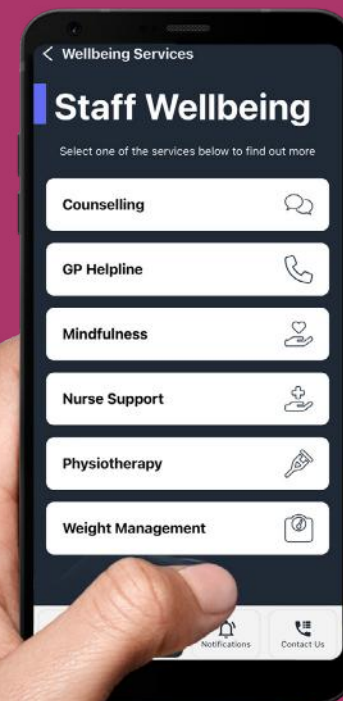 Wellbeing Services
Staff Wellbeing
Select one of the services below to find out more
Counselling
GP Helpline
Mindfulness
Nurse Support
Physiotherapy
Weight Management
Notifications
Contact Us